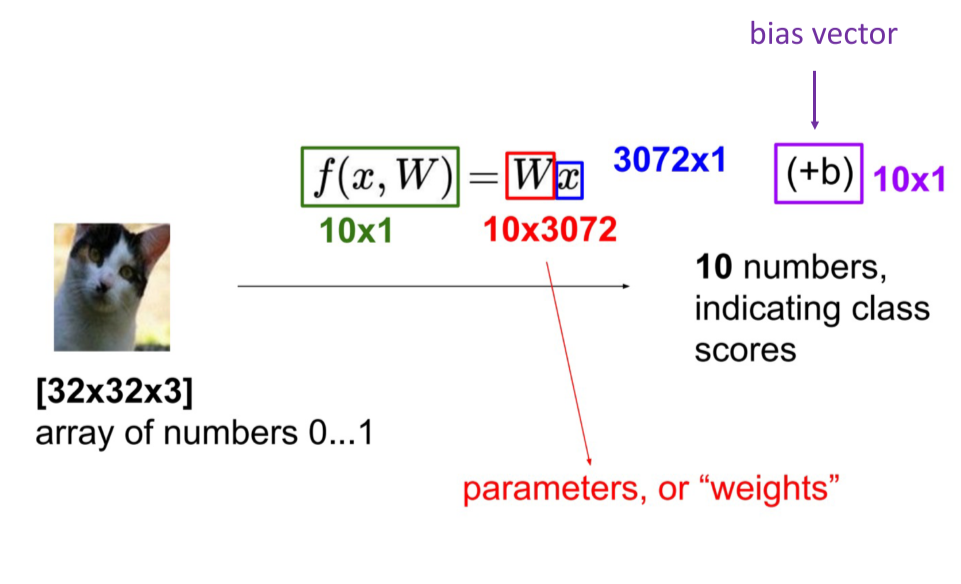 bias vector
f(x, W) = Wx 3072x1 (+b) 10x1
10x1 10x3072
10 numbers,
indicating class
scores
[32x32x3]
array of numbers 0...1
parameters, or “weights”